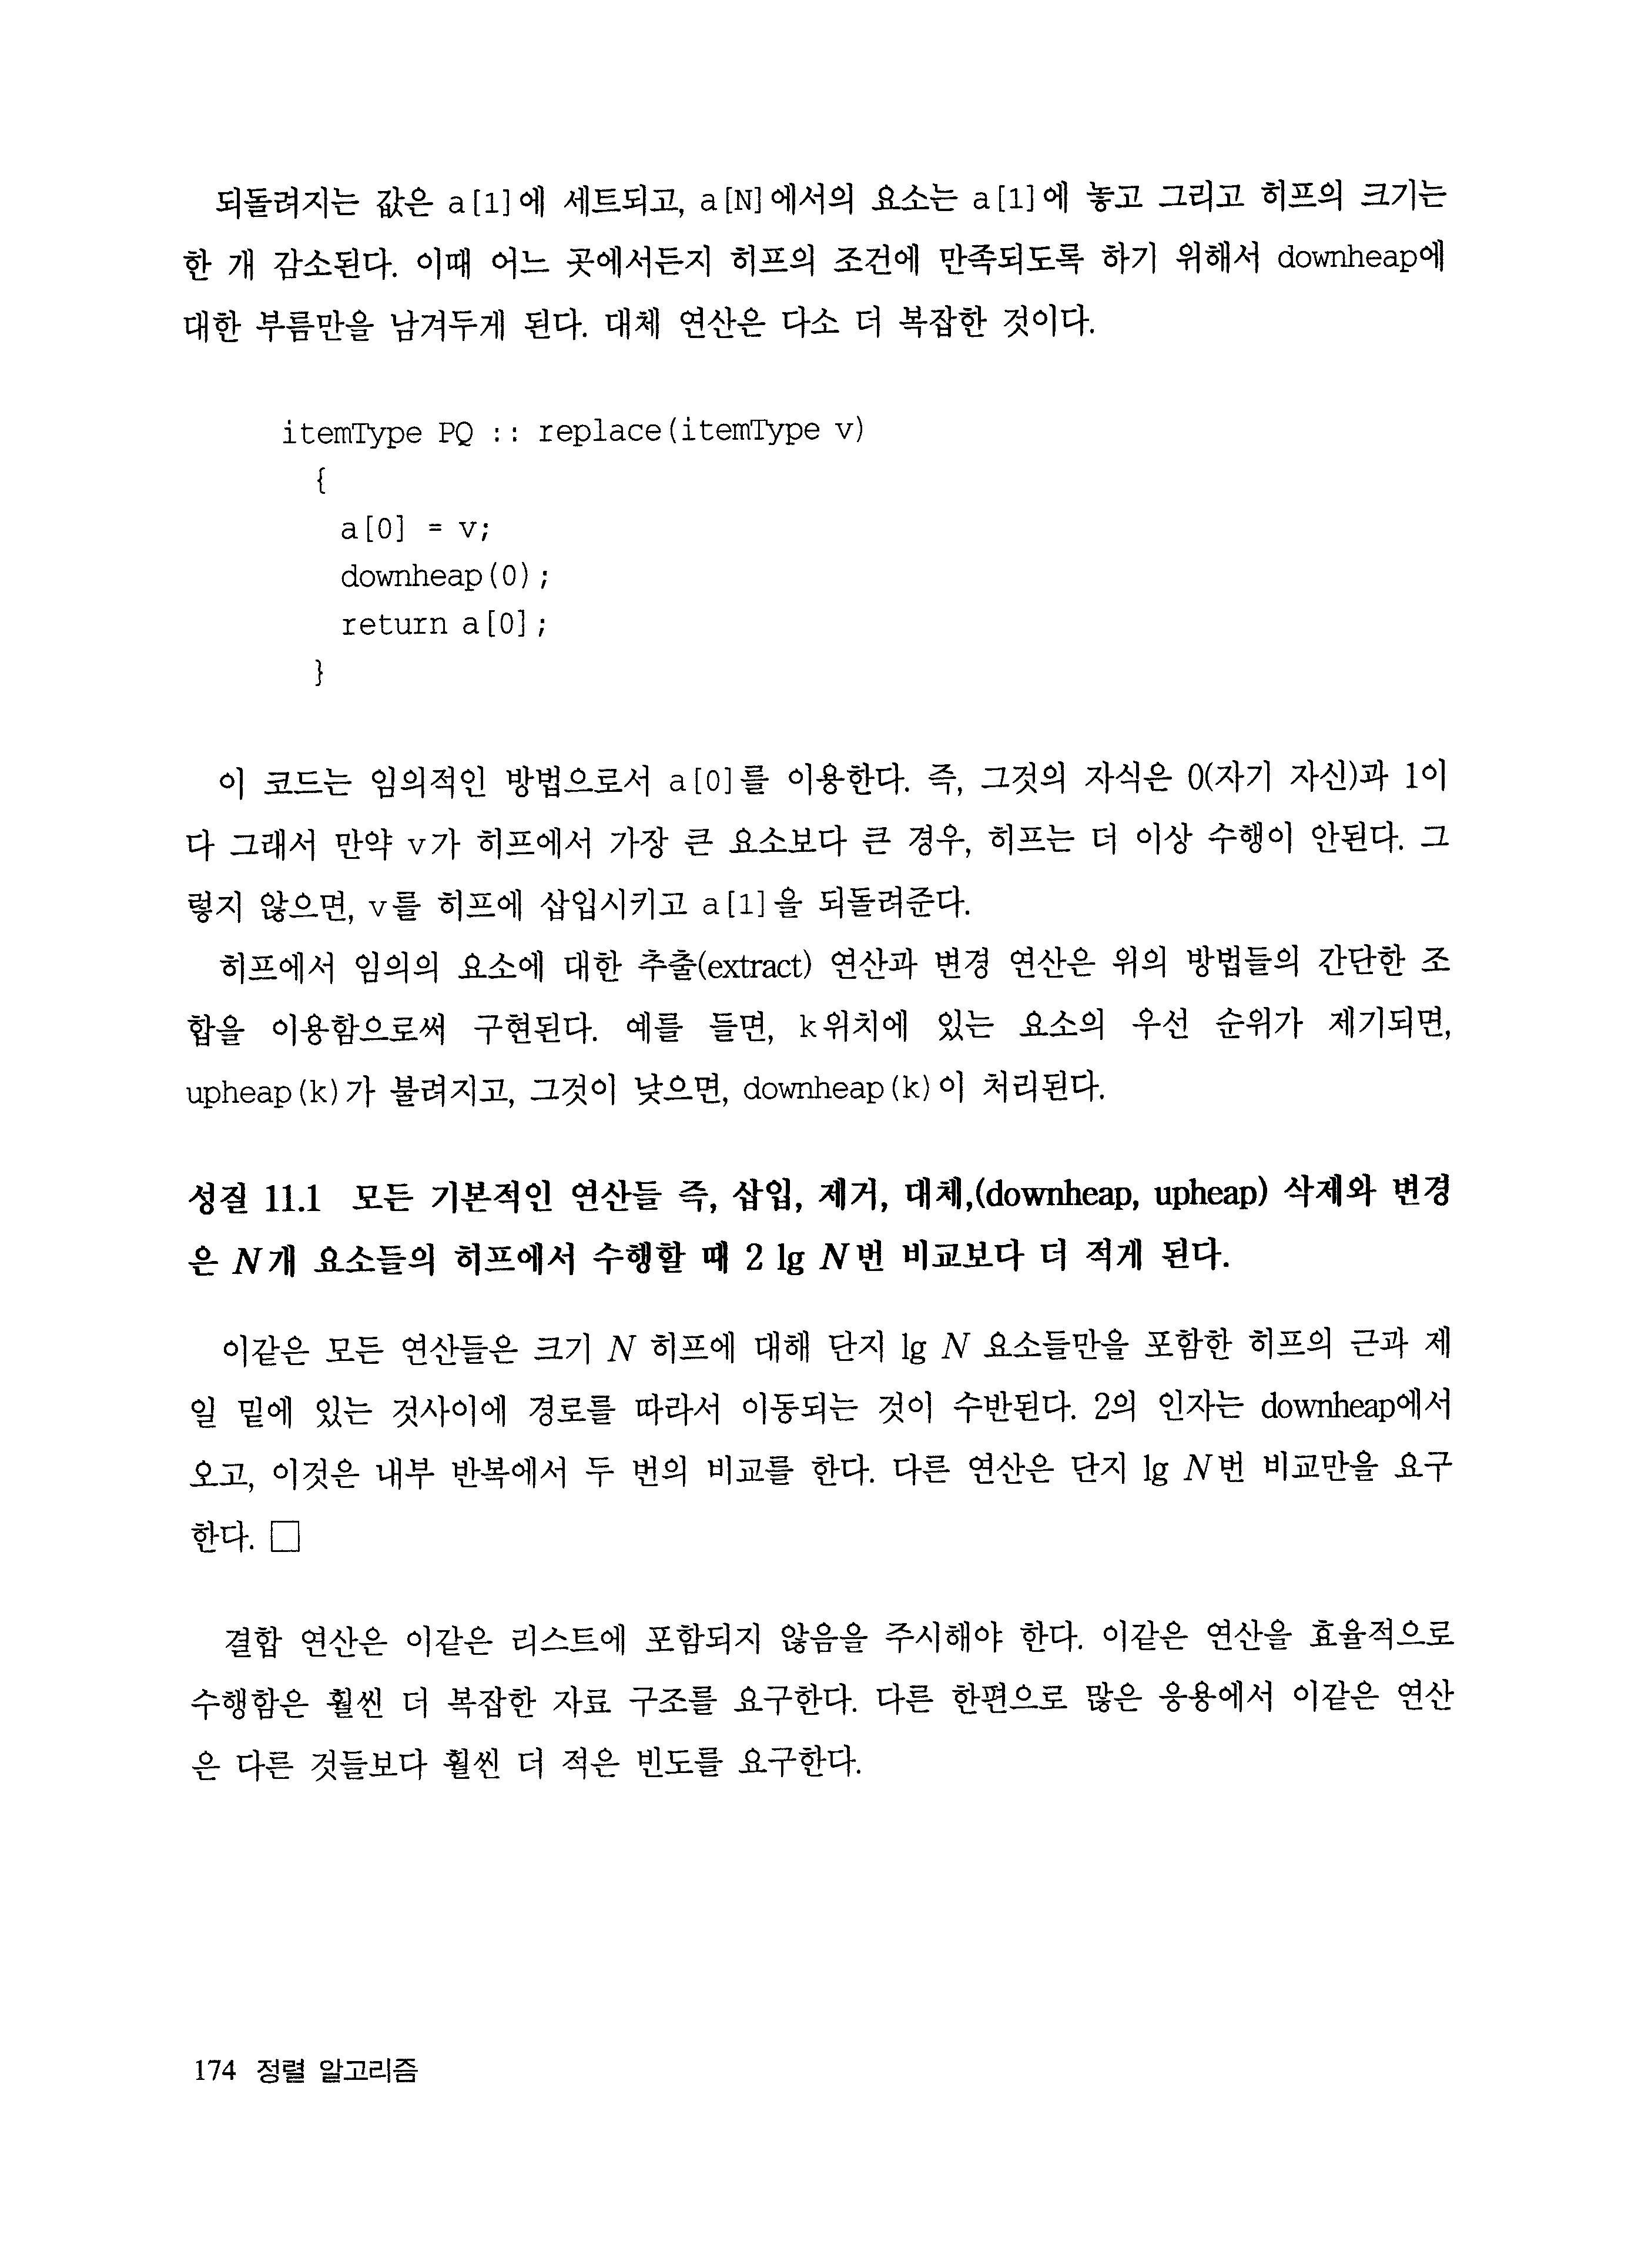 되돌려지는 값은 a[1]에 세트되고, a[N]에서의 요소는 a[1]에 놓고 그리고 히프의 크기는
한 개 감소된다. 이때 어느 곳에서든지 히프의 조건에 만족되도록 하기 위해서 downheap에
대한 부름만을 남겨두게 된다. 대체 연산은 다소 더 복잡한 것이다.
itemType PQ :: replace(itemType v)
{
a[0] = v;
downheap(0);
return a[0];
}
이 코드는 임의적인 방법으로서 a[0]를 이용한다. 즉, 그것의 자식은 0(자기 자신)과 1이
다 그래서 만약 v가 히프에서 가장 큰 요소보다 큰 경우, 히프는 더 이상 수행이 안된다. 그
렇지 않으면, v를 히프에 삽입시키고 a[1]을 되돌려준다.
히프에서 임의의 요소에 대한 추출(extract) 연산과 변경 연산은 위의 방법들의 간단한 조
합을 이용함으로써 구현된다. 예를 들면, k위치에 있는 요소의 우선 순위가 제기되면,
upheap(k)가 불려지고, 그것이 낮으면, downheap(k)이 처리된다.
성질 11.1 모든 기본적인 연산들 즉, 삽입, 제거, 대체,(downheap, upheap) 삭제와 변경
은 N개 요소들의 히프에서 수행할 때 2 lg N번 비교보다 더 적게 된다.
이같은 모든 연산들은 크기 N 히프에 대해 단지 lg N 요소들만을 포함한 히프의 근과 제
일 밑에 있는 것사이에 경로를 따라서 이동되는 것이 수반된다. 2의 인자는 downheap에서
오고, 이것은 내부 반복에서 두 번의 비교를 한다. 다른 연산은 단지 lg N번 비교만을 요구
한다. □
결합 연산은 이같은 리스트에 포함되지 않음을 주시해야 한다. 이같은 연산을 효율적으로
수행함은 훨씬 더 복잡한 자료 구조를 요구한다. 다른 한편으로 많은 응용에서 이같은 연산
은 다른 것들보다 훨씬 더 적은 빈도를 요구한다.
174 정렬 알고리즘